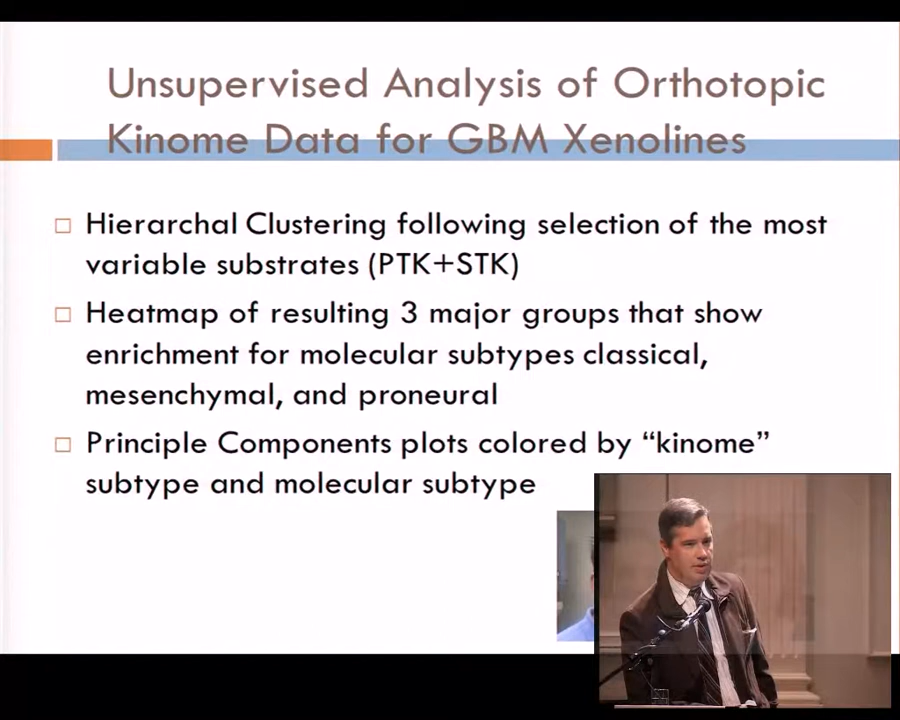 Unsupervised Analysis of Orthotopic
Kinome Data for GBM Xenolines
Hierarchal Clustering following selection of the most
variable substrates (PTK+STK)
Heatmap of resulting 3 major groups that show
enrichment for molecular subtypes classical,
mesenchymal, and proneural
Principle Components plots colored by “kinome”
subtype and molecular subtype